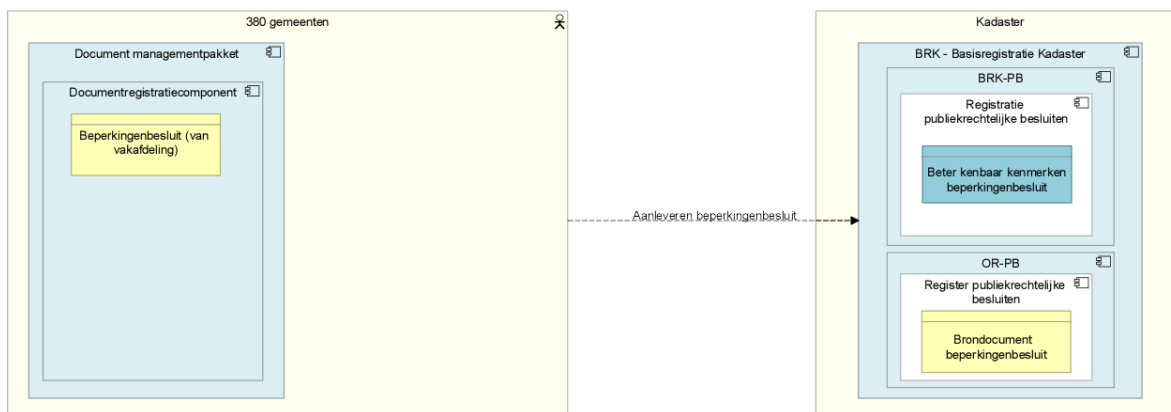 380 gemeenten
Document managementpakket
Documentregistratiecomponent
Beperkingenbesluit (van
vakafdeling)
Aanleveren beperkingenbesluit
Kadaster
BRK - Basisregistratie Kadaster
BRK-PB
Registratie
publiekrechtelijke besluiten
Beter kenbaar kenmerken
beperkingenbesluit
OR-PB
Register publiekrechtelijke
besluiten
Brondocument
beperkingenbesluit